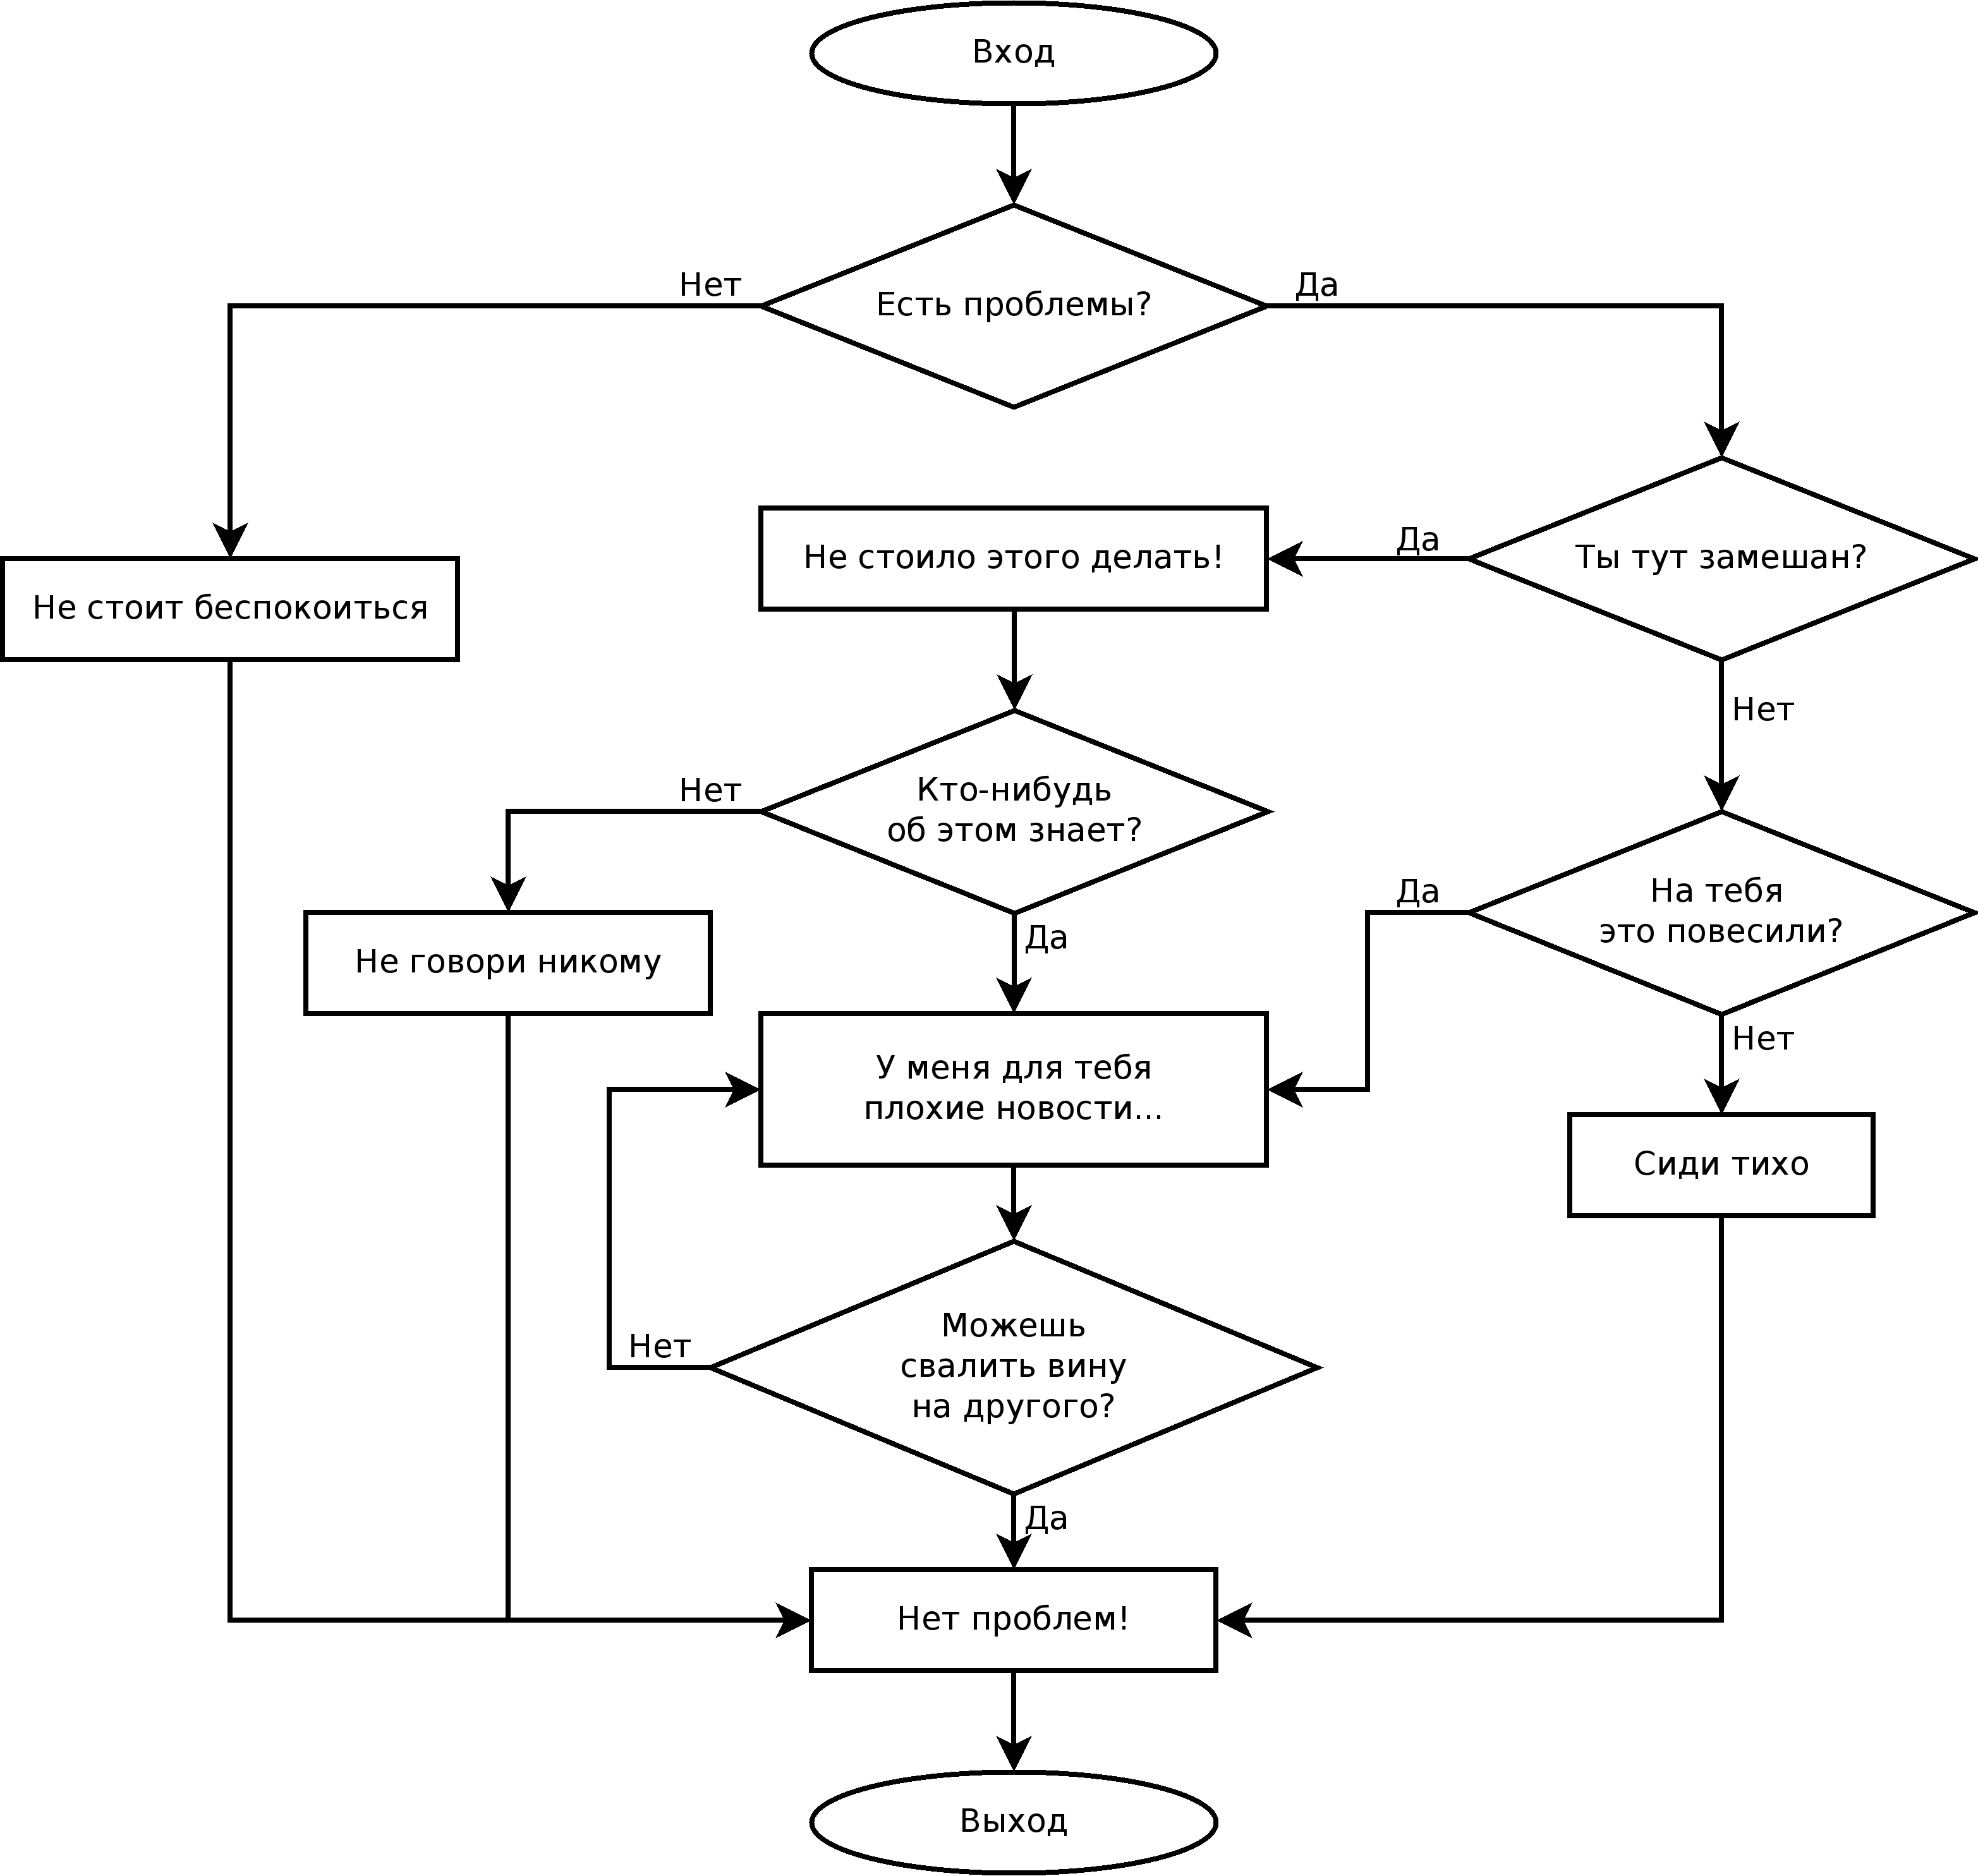 Вход
Нет
Да
Есть проблемы?
Не стоило этого делать!
Да
Ты тут замешан?
Не стоит беспокоиться
Нет
Нет
Кто-нибудь
об этом знает?
Да
На тебя
это повесили?
Не говори никому
Да
Нет
У меня для тебя
плохие новости...
Сиди тихо
Нет
Можешь
свалить вину
на другого?
Да
Нет проблем!
Выход